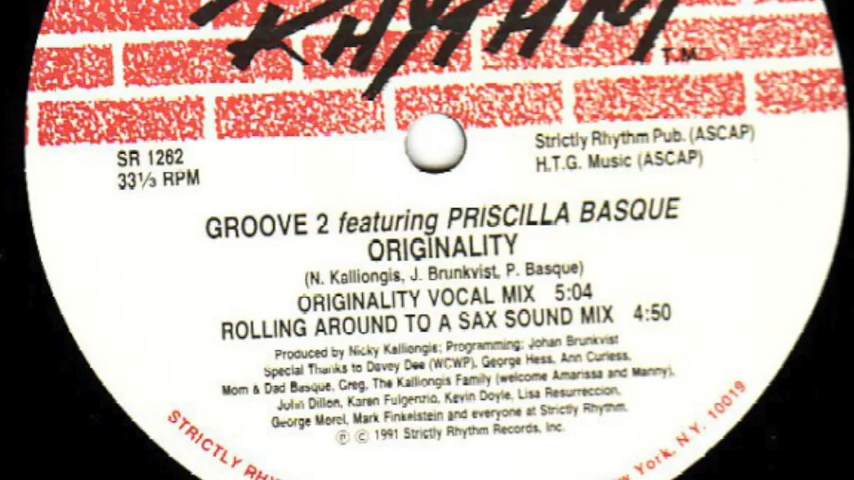 RHYTHM
T.M.
SR 1262
33⅓ RPM
Strictly Rhythm Pub. (ASCAP)
H.T.G. Music (ASCAP)
GROOVE 2 featuring PRISCILLA BASQUE
ORIGINALITY
(N. Kalliongis, J. Brunkvist, P. Basque)
ORIGINALITY VOCAL MIX 5:04
ROLLING AROUND TO A SAX SOUND MIX 4:50
Produced by Nicky Kalliongis; Programming: Johan Brunkvist
Special Thanks to Davey Dee (WCWP), George Hess, Ann Curless,
Mom & Dad Basque, Greg, The Kalliongis Family (welcome Amarissa and Manny),
John Dillon, Karen Fulgenzio, Kevin Doyle, Lisa Resurreccion,
George Morel, Mark Finkelstein and everyone at Strictly Rhythm.
Ⓟ © 1991 Strictly Rhythm Records, Inc.
STRICTLY York, N.Y. 10019